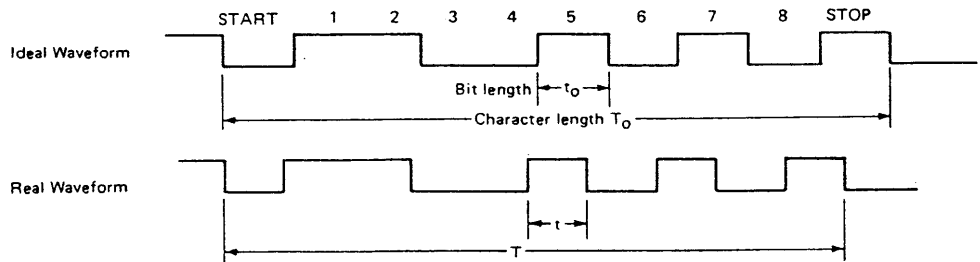 START 1 2 3 4 5 6 7 8 STOP
Ideal Waveform
Bit length t₀
Character length T₀
Real Waveform
t
T